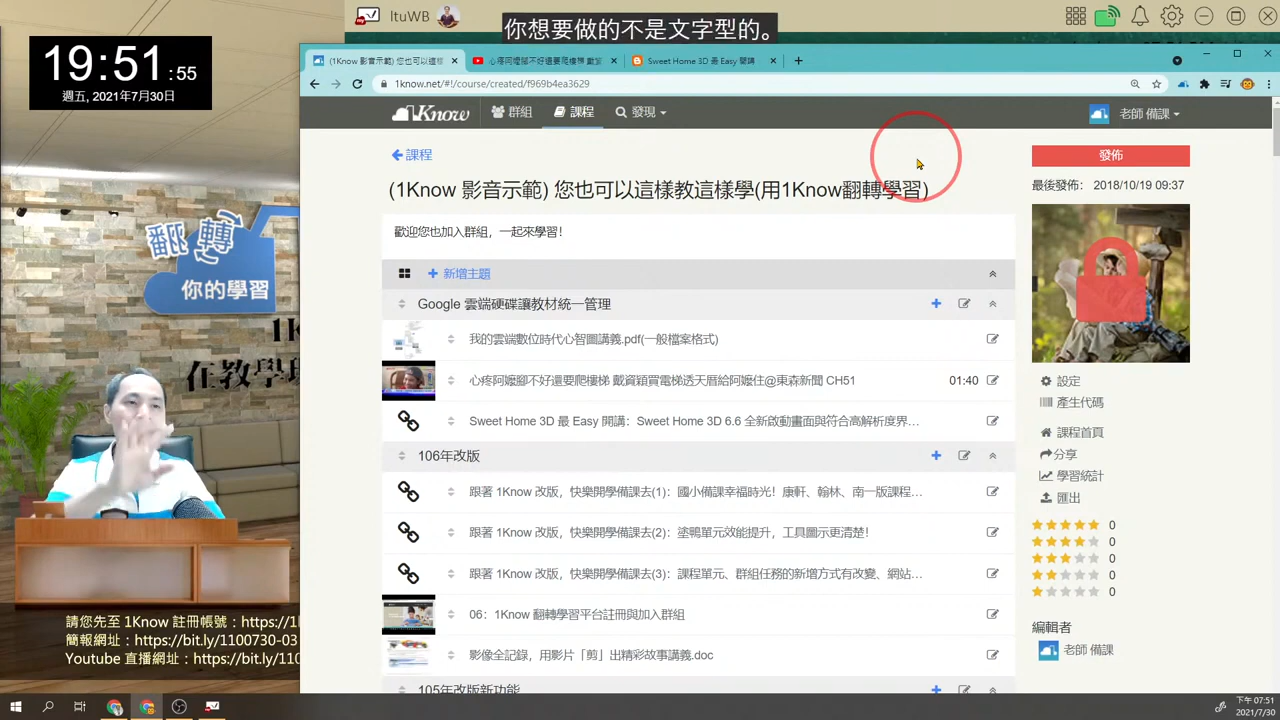 ItuWB
你想要做的不是文字型的。
19:51:55
週五, 2021年7月30日
(1Know 影音示範) 您也可以這樣
心疼阿嬤腳不好還要爬樓梯 戴資
Sweet Home 3D 最 Easy 開講
1know.net/#!/course/created/f969b4ea3629
1Know 群組 課程 發現 老師 備課
課程
發佈
(1Know 影音示範) 您也可以這樣教這樣學(用1Know翻轉學習)
最後發佈： 2018/10/19 09:37
歡迎您也加入群組，一起來學習！
新增主題
Google 雲端硬碟讓教材統一管理
我的雲端數位時代心智圖講義.pdf(一般檔案格式)
心疼阿嬤腳不好還要爬樓梯 戴資穎買電梯透天厝給阿嬤住@東森新聞 CH51 01:40
Sweet Home 3D 最 Easy 開講：Sweet Home 3D 6.6 全新啟動畫面與符合高解析度界...
106年改版
跟著 1Know 改版，快樂開學備課去(1)：國小備課幸福時光！康軒、翰林、南一版課程...
跟著 1Know 改版，快樂開學備課去(2)：塗鴉單元效能提升，工具圖示更清楚！
跟著 1Know 改版，快樂開學備課去(3)：課程單元、群組任務的新增方式有改變、網站...
06：1Know 翻轉學習平台註冊與加入群組
影像全記錄，用影片「剪」出精彩故事講義.doc
105年改版新功能
設定
產生代碼
課程首頁
分享
學習統計
匯出
0
0
0
0
0
編輯者
老師 備課
翻轉
你的學習
1K
在教學
請您先至 1Know 註冊帳號：https://1
簡報網址：https://bit.ly/1100730-03
Youtube 直播網址：https://bit.ly/110
下午 07:51
2021/7/30